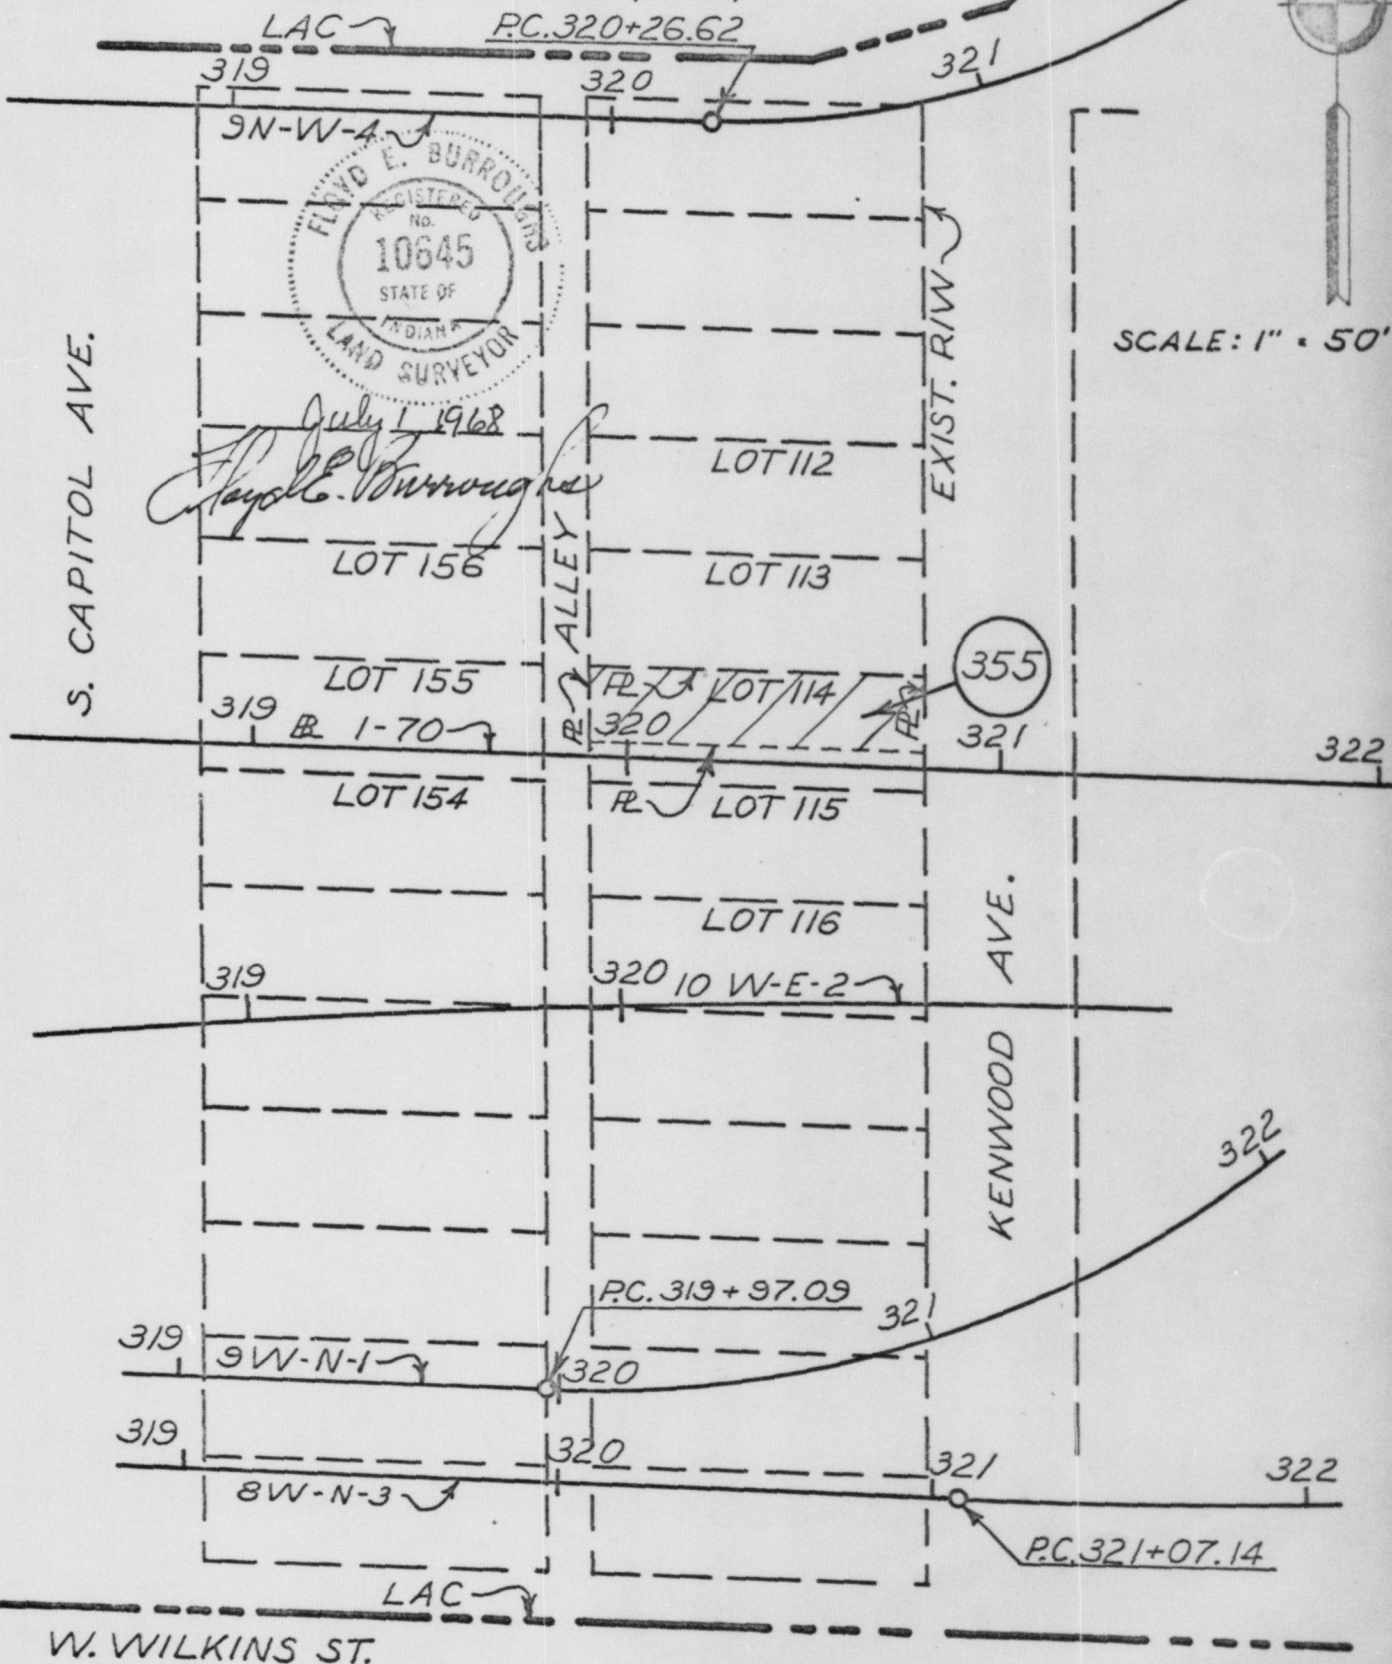 LAC
P.C. 320+26.62
319
320
321
9N-W-4
FLOYD E. BURROUGHS
REGISTERED
No.
10645
STATE OF
INDIANA
LAND SURVEYOR
July 1, 1968
Floyd E. Burroughs
S. CAPITOL AVE.
EXIST. R/W
SCALE: 1" = 50'
LOT 112
LOT 156
LOT 113
ALLEY
LOT 155
PL
PL
LOT 114
PL
355
319
PL I-70
320
321
322
LOT 154
PL
LOT 115
LOT 116
KENWOOD AVE.
319
320
10 W-E-2
322
P.C. 319+97.09
321
319
9W-N-1
320
319
320
321
322
8W-N-3
P.C. 321+07.14
LAC
W. WILKINS ST.